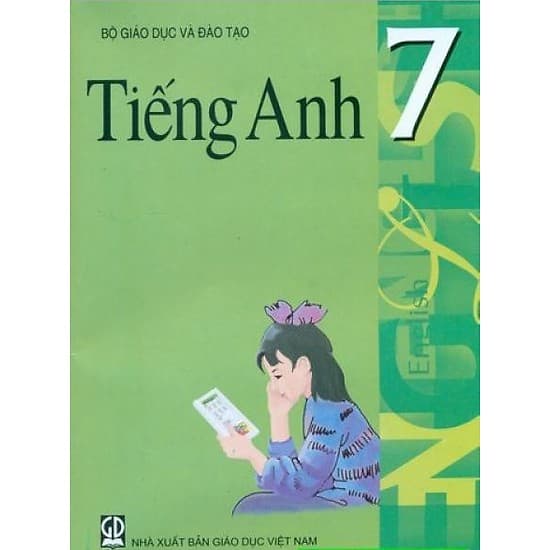 BỘ GIÁO DỤC VÀ ĐÀO TẠO
7
Tiếng Anh
ENGLISH
English
GD
NHÀ XUẤT BẢN GIÁO DỤC VIỆT NAM